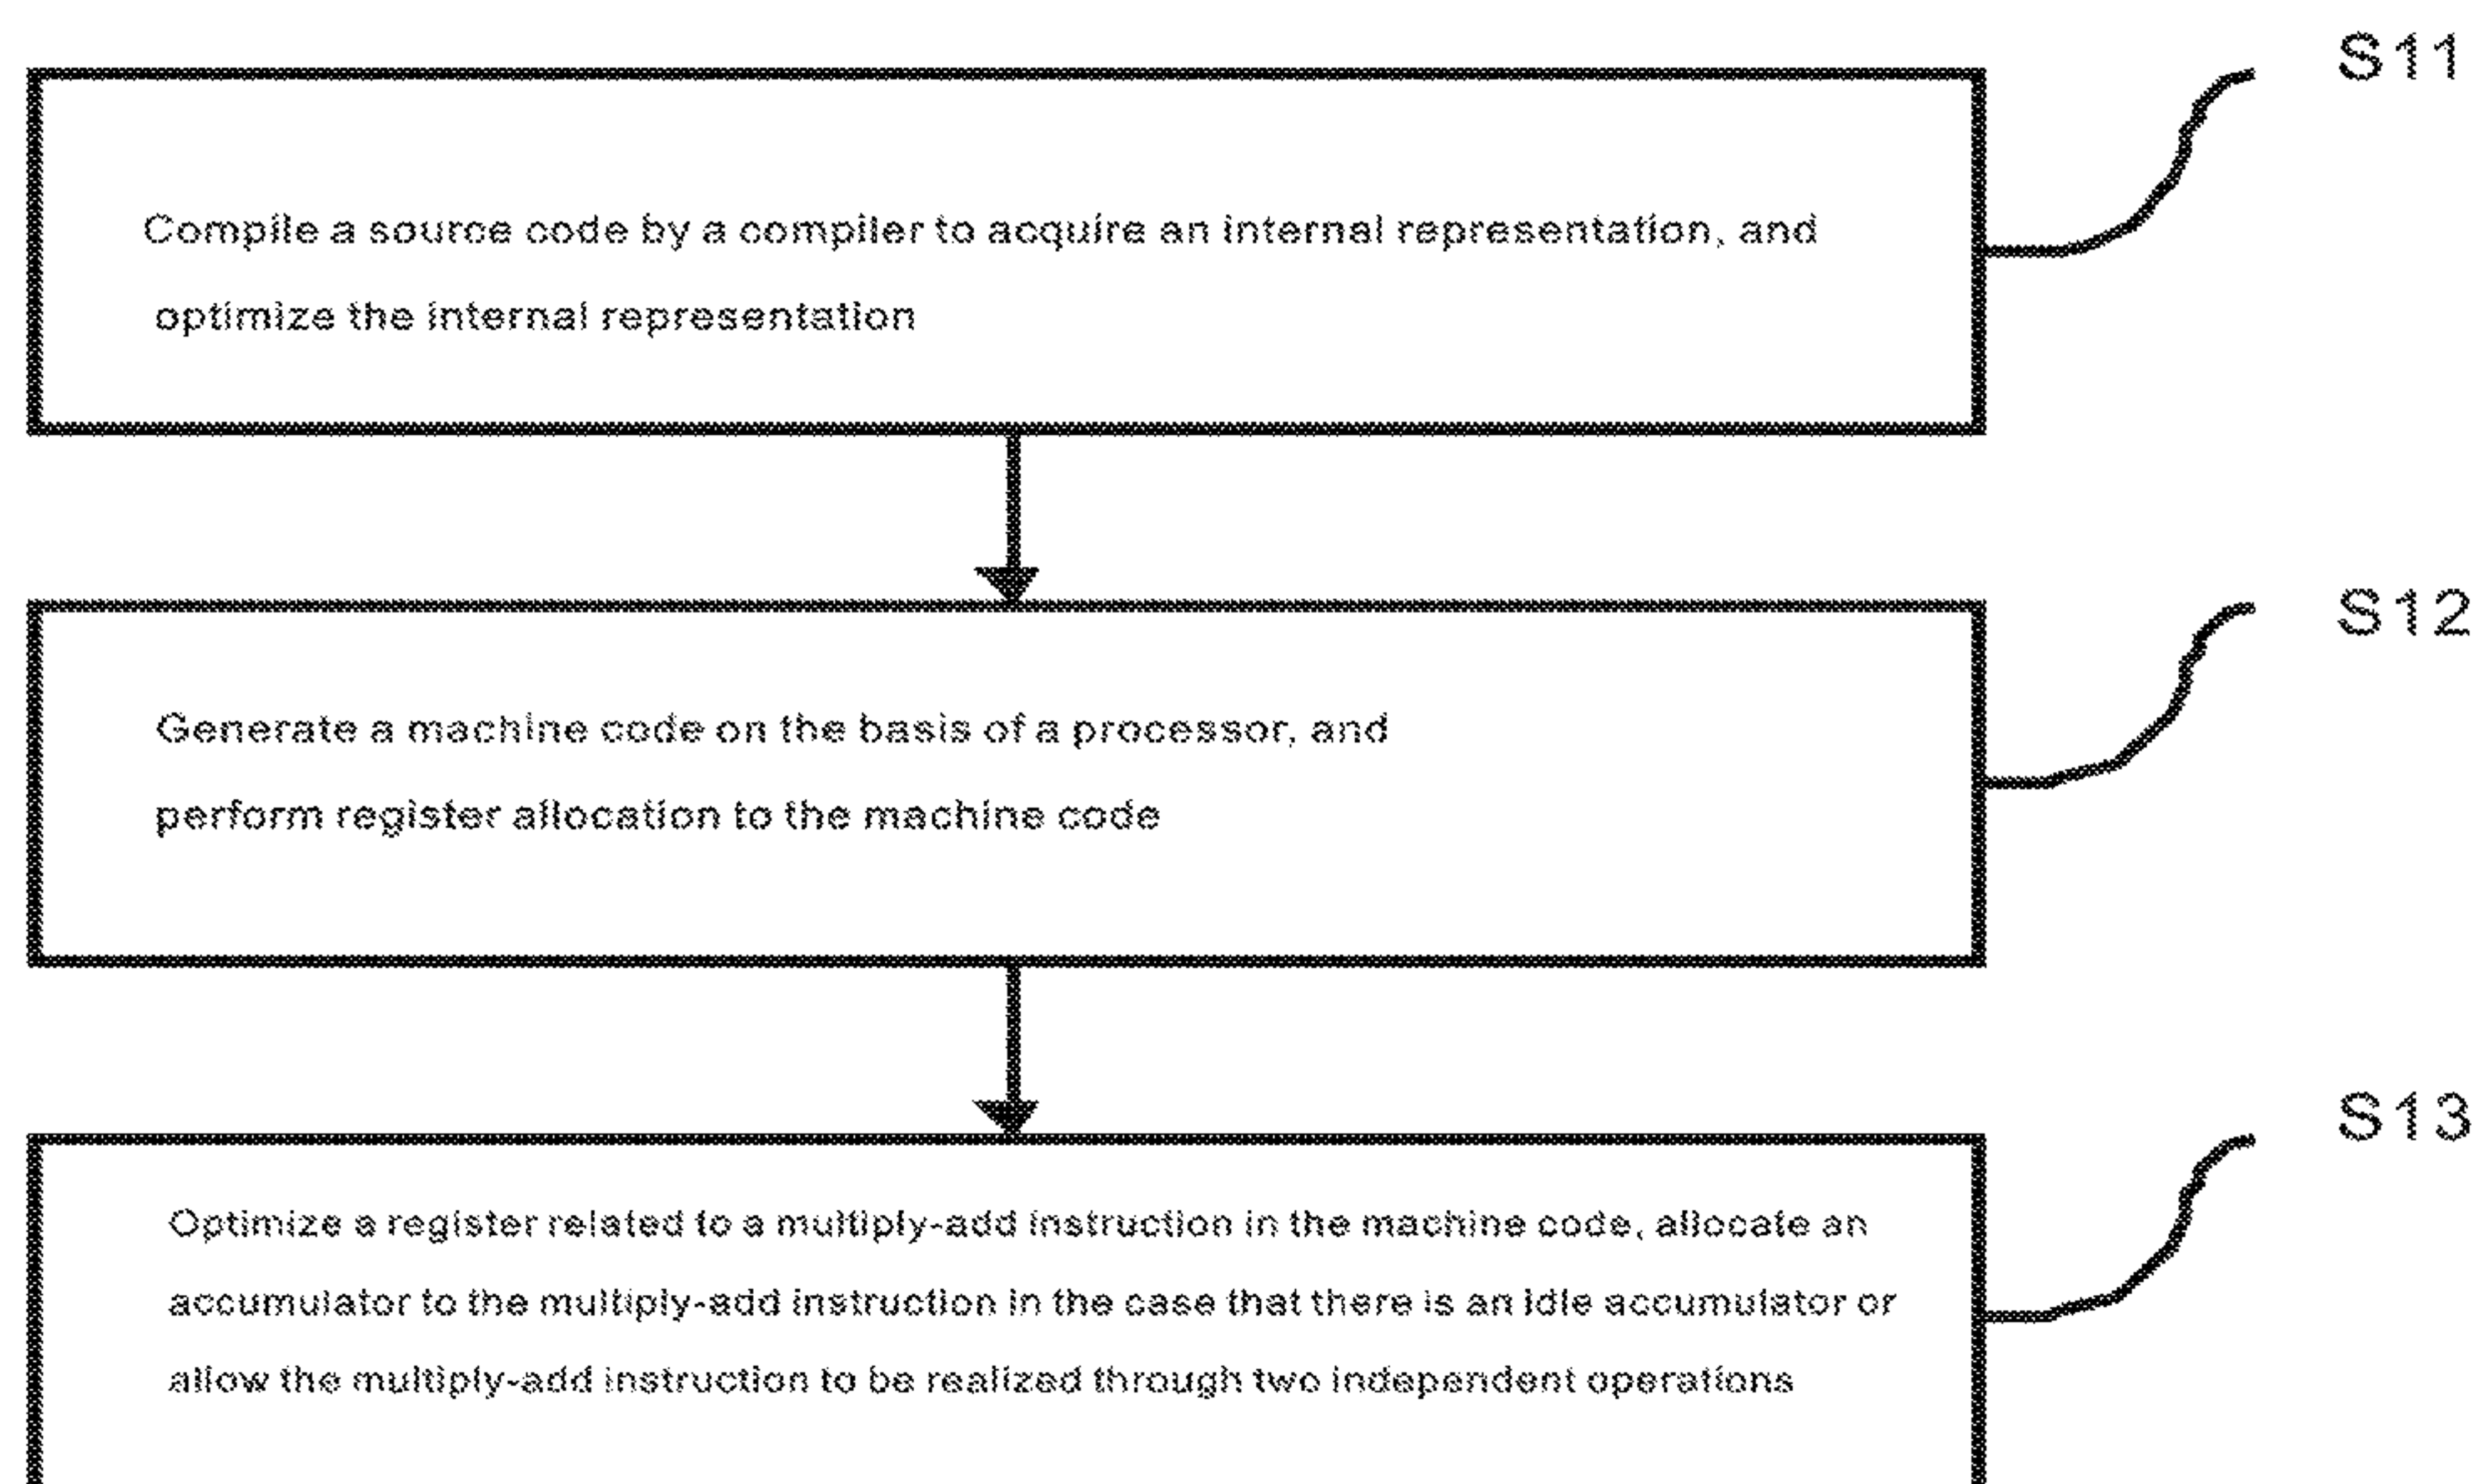 S11
Compile a source code by a compiler to acquire an internal representation, and
optimize the internal representation
S12
Generate a machine code on the basis of a processor, and
perform register allocation to the machine code
S13
Optimize a register related to a multiply-add instruction in the machine code, allocate an
accumulator to the multiply-add instruction in the case that there is an idle accumulator or
allow the multiply-add instruction to be realized through two independent operations